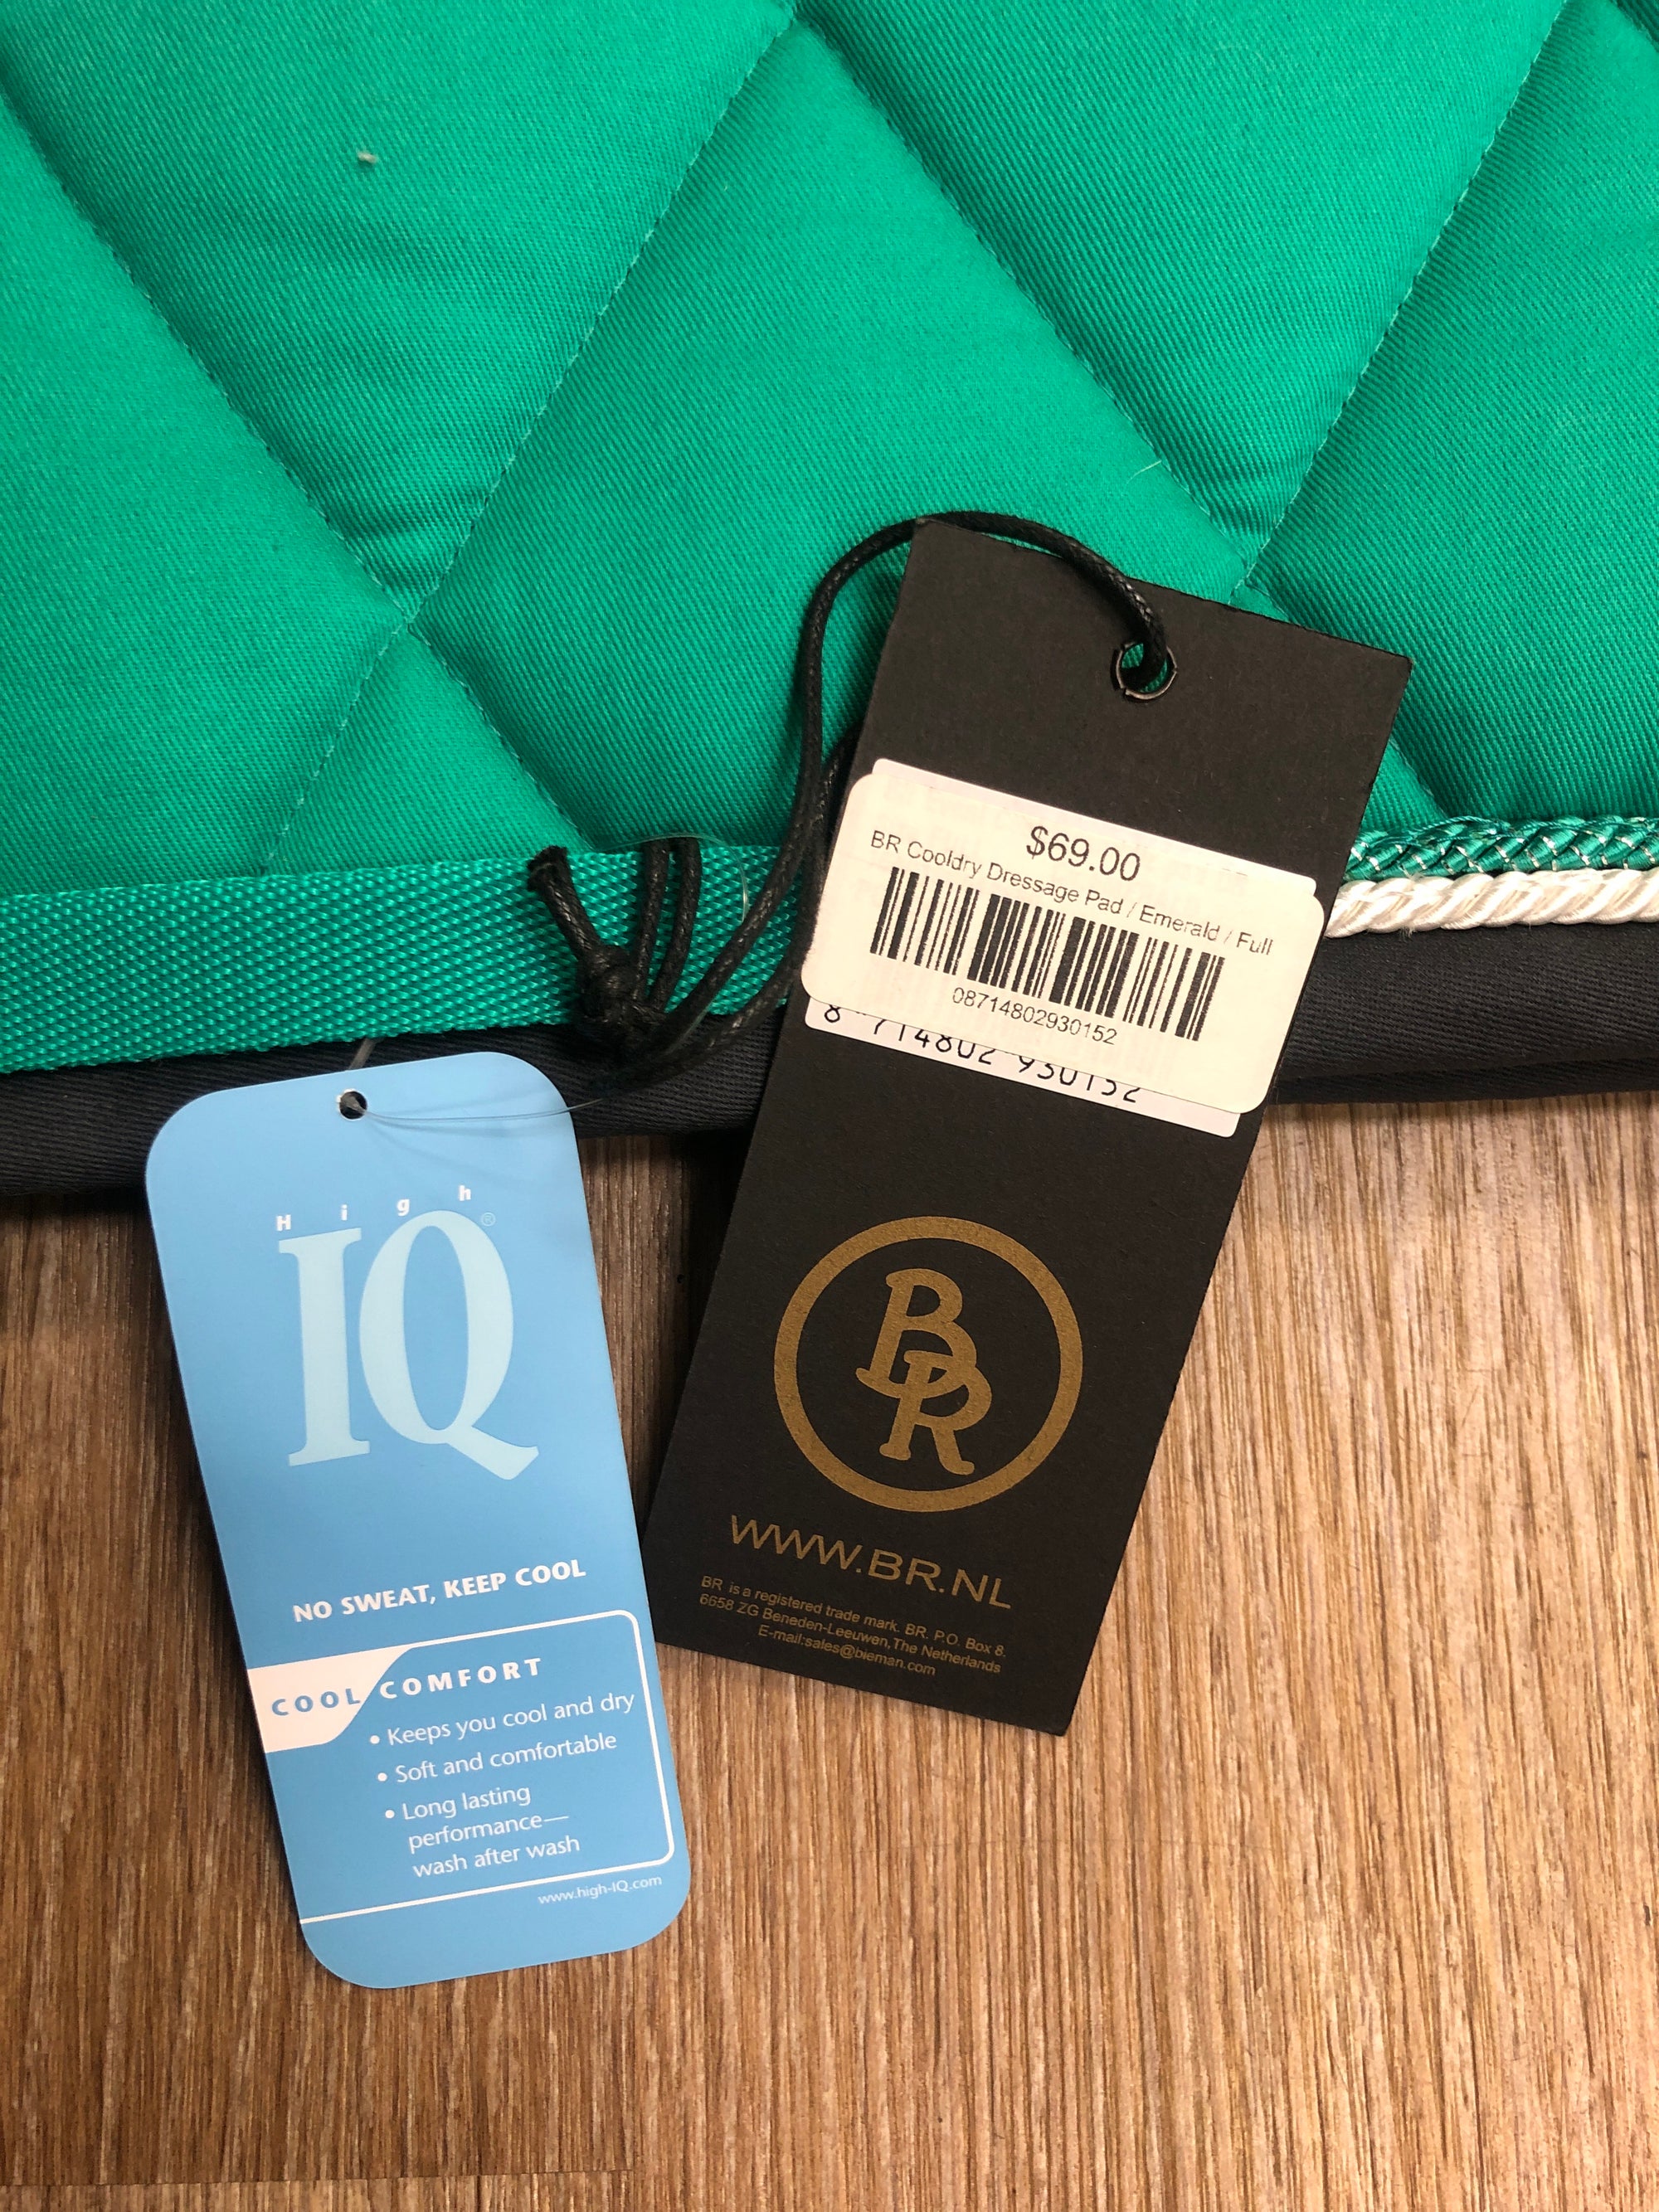 $69.00
BR Cooldry Dressage Pad / Emerald / Full
08714802930152
8 714802 930152
BR
WWW.BR.NL
BR is a registered trade mark. BR. P.O. Box 8.
6658 ZG Beneden-Leeuwen,The Netherlands
E-mail:sales@bieman.com
High
IQ®
NO SWEAT, KEEP COOL
COOL COMFORT
• Keeps you cool and dry
• Soft and comfortable
• Long lasting
performance—
wash after wash
www.high-IQ.com